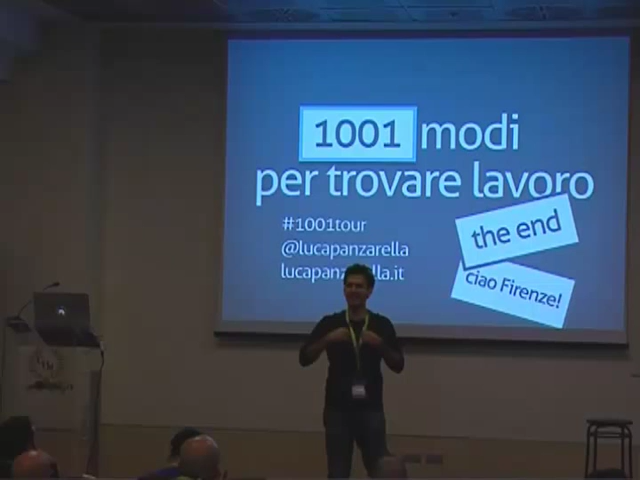 1001 modi
per trovare lavoro
#1001tour
@lucapanzarella
lucapanzarella.it
the end
ciao Firenze!